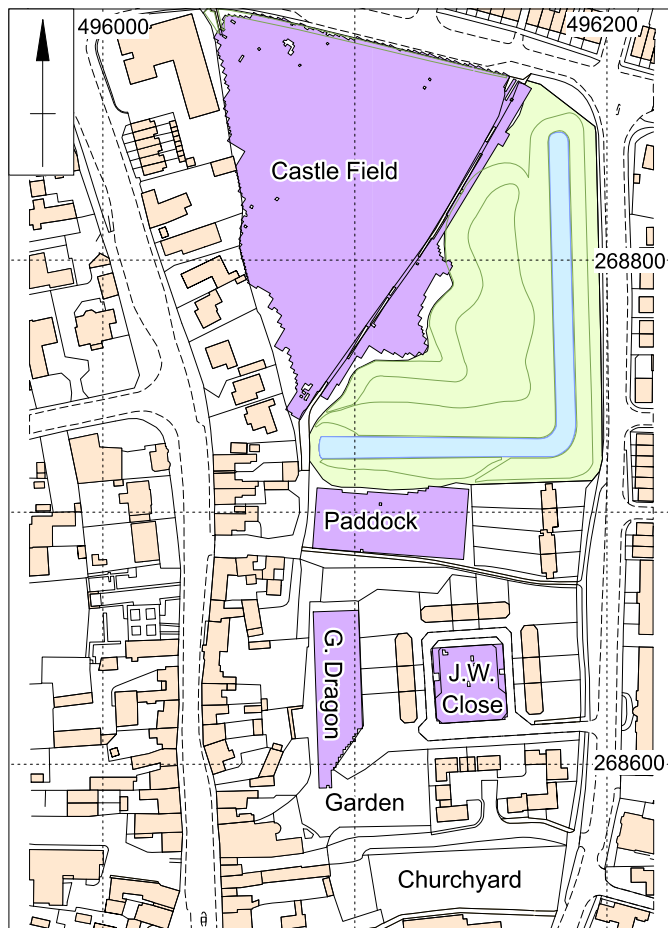 496000
496200
Castle Field
268800
Paddock
G. Dragon
J.W.
Close
268600
Garden
Churchyard